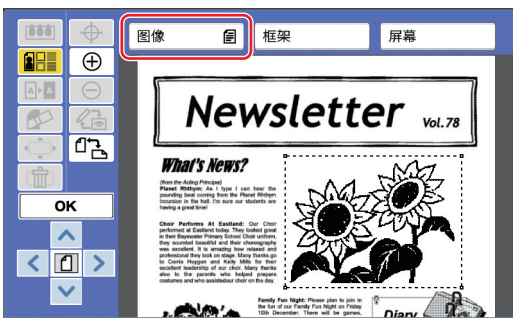 图像
框架
屏幕
OK
Newsletter
Vol.78
What's News?
(from the Acting Principal)
Planet Rhthym: As I type I can hear the
pounding beat coming from the Planet Rhthym
Incursion in the hall. I'm sure our students are
having a great time!
Choir Performs At Eastland: Our Choir
performed at Eastland today. They looked great
in their Bayswater Primary School Choir uniform,
they sounded beautiful and their choreography
was excellent. It is amazing how relaxed and
professional they look on stage. Many thanks go
to Corrie Huygen and Kelly Mills for their
excellent leadership of our choir. Many thanks
also to the parents who helped prepare
costumes and who assisted our choir on the day.
Family Fun Night: Please plan to join in
the fun of our Family Fun Night on Friday
10th December. There will be games,
Diary